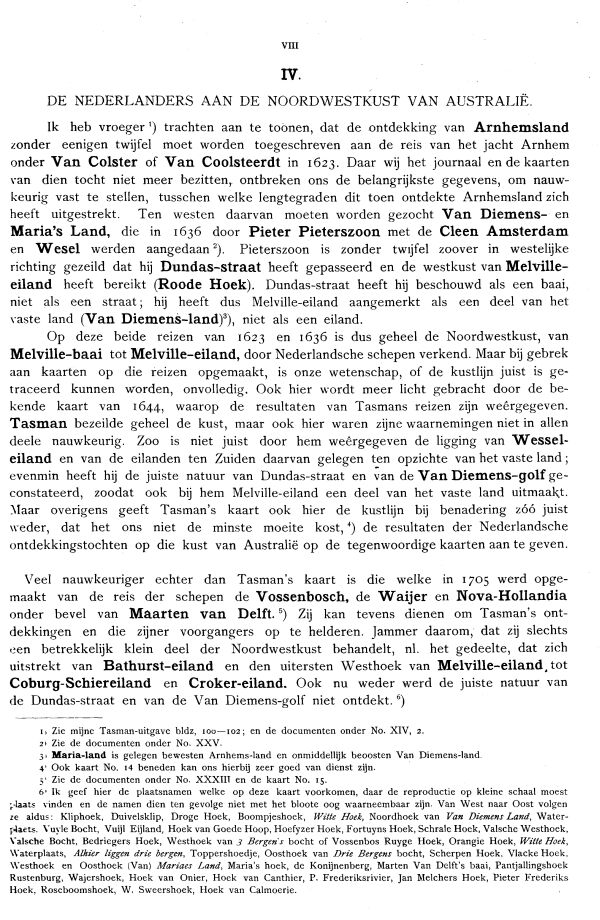 VIII
IV.
DE NEDERLANDERS AAN DE NOORDWESTKUST VAN AUSTRALIË.
Ik heb vroeger ¹) trachten aan te toonen, dat de ontdekking van Arnhemsland
zonder eenigen twijfel moet worden toegeschreven aan de reis van het jacht Arnhem
onder Van Colster of Van Coolsteerdt in 1623. Daar wij het journaal en de kaarten
van dien tocht niet meer bezitten, ontbreken ons de belangrijkste gegevens, om nauw-
keurig vast te stellen, tusschen welke lengtegraden dit toen ontdekte Arnhemsland zich
heeft uitgestrekt. Ten westen daarvan moeten worden gezocht Van Diemens- en
Maria's Land, die in 1636 door Pieter Pieterszoon met de Cleen Amsterdam
en Wesel werden aangedaan ²). Pieterszoon is zonder twijfel zoover in westelijke
richting gezeild dat hij Dundas-straat heeft gepasseerd en de westkust van Melville-
eiland heeft bereikt (Roode Hoek). Dundas-straat heeft hij beschouwd als een baai,
niet als een straat; hij heeft dus Melville-eiland aangemerkt als een deel van het
vaste land (Van Diemens-land)³), niet als een eiland.
Op deze beide reizen van 1623 en 1636 is dus geheel de Noordwestkust, van
Melville-baai tot Melville-eiland, door Nederlandsche schepen verkend. Maar bij gebrek
aan kaarten op die reizen opgemaakt, is onze wetenschap, of de kustlijn juist is ge-
traceerd kunnen worden, onvolledig. Ook hier wordt meer licht gebracht door de be-
kende kaart van 1644, waarop de resultaten van Tasmans reizen zijn weêrgegeven.
Tasman bezeilde geheel de kust, maar ook hier waren zijne waarnemingen niet in allen
deele nauwkeurig. Zoo is niet juist door hem weêrgegeven de ligging van Wessel-
eiland en van de eilanden ten Zuiden daarvan gelegen ten opzichte van het vaste land;
evenmin heeft hij de juiste natuur van Dundas-straat en van de Van Diemens-golf ge-
constateerd, zoodat ook bij hem Melville-eiland een deel van het vaste land uitmaakt.
Maar overigens geeft Tasman's kaart ook hier de kustlijn bij benadering zóó juist
weder, dat het ons niet de minste moeite kost, ⁴) de resultaten der Nederlandsche
ontdekkingstochten op die kust van Australië op de tegenwoordige kaarten aan te geven.
Veel nauwkeuriger echter dan Tasman's kaart is die welke in 1705 werd opge-
maakt van de reis der schepen de Vossenbosch, de Waijer en Nova-Hollandia
onder bevel van Maarten van Delft. ⁵) Zij kan tevens dienen om Tasman's ont-
dekkingen en die zijner voorgangers op te helderen. Jammer daarom, dat zij slechts
een betrekkelijk klein deel der Noordwestkust behandelt, nl. het gedeelte, dat zich
uitstrekt van Bathurst-eiland en den uitersten Westhoek van Melville-eiland, tot
Coburg-Schiereiland en Croker-eiland. Ook nu weder werd de juiste natuur van
de Dundas-straat en van de Van Diemens-golf niet ontdekt. ⁶)
1) Zie mijne Tasman-uitgave bldz, 100—102; en de documenten onder No. XIV, 2.
2) Zie de documenten onder No. XXV.
3) Maria-land is gelegen bewesten Arnhems-land en onmiddellijk beoosten Van Diemens-land.
4) Ook kaart No. 14 beneden kan ons hierbij zeer goed van dienst zijn.
5) Zie de documenten onder No. XXXIII en de kaart No. 15.
6) Ik geef hier de plaatsnamen welke op deze kaart voorkomen, daar de reproductie op kleine schaal moest
plaats vinden en de namen dien ten gevolge niet met het bloote oog waarneembaar zijn. Van West naar Oost volgen
ze aldus: Kliphoek, Duivelsklip, Droge Hoek, Boompjeshoek, Witte Hoek, Noordhoek van Van Diemens Land, Water-
plaets. Vuyle Bocht, Vuijl Eijland, Hoek van Goede Hoop, Hoefyzer Hoek, Fortuyns Hoek, Schrale Hoek, Valsche Westhoek,
Valsche Bocht, Bedriegers Hoek, Westhoek van 3 Bergen's bocht of Vossenbos Ruyge Hoek, Orangie Hoek, Witte Hoek,
Waterplaats, Alhier liggen drie bergen, Toppershoedje, Oosthoek van Drie Bergens bocht, Scherpen Hoek, Vlacke Hoek,
Westhoek en Oosthoek (Van) Mariaes Land, Maria's hoek, de Konijnenberg, Marten Van Delft's baai, Pantjallingshoek
Rustenburg, Wajershoek, Hoek van Onier, Hoek van Canthier, P. Frederiksrivier, Jan Melchers Hoek, Pieter Frederiks
Hoek, Roseboomshoek, W. Sweershoek, Hoek van Calmoerie.